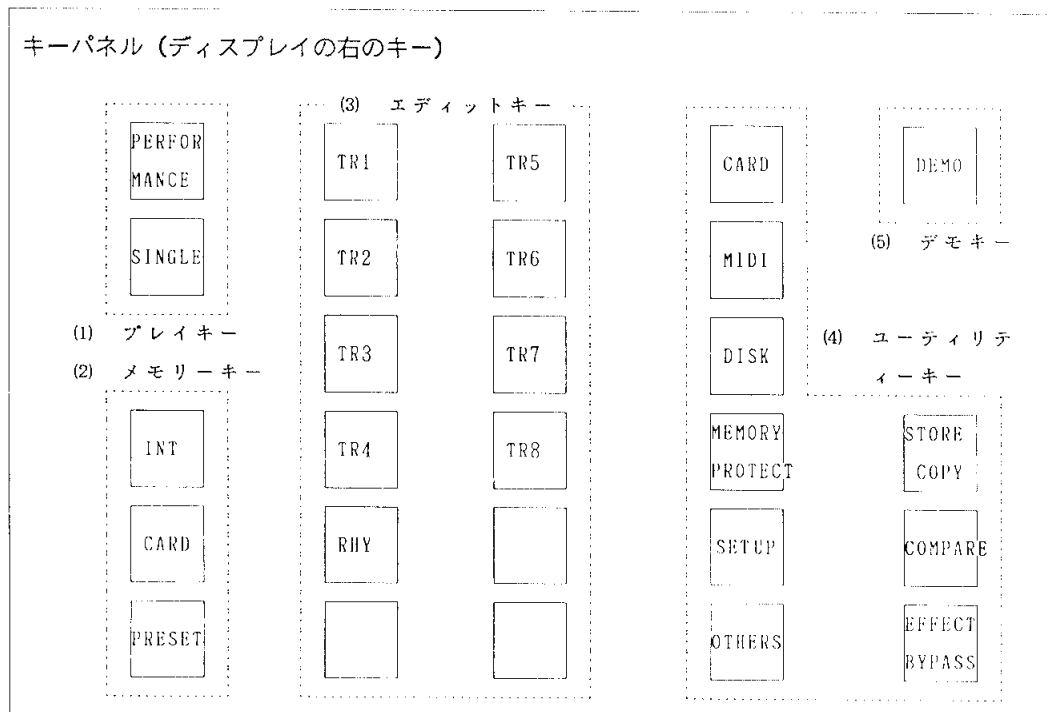 キーパネル (ディスプレイの右のキー)
PERFOR
MANCE
SINGLE
(1) プレイキー
(2) メモリーキー
INT
CARD
PRESET
(3) エディットキー
TR1
TR2
TR3
TR4
RHY
TR5
TR6
TR7
TR8
CARD
MIDI
DISK
MEMORY
PROTECT
SETUP
OTHERS
(4) ユーティリテ
ィーキー
STORE
COPY
COMPARE
EFFECT
BYPASS
DEMO
(5) デモキー